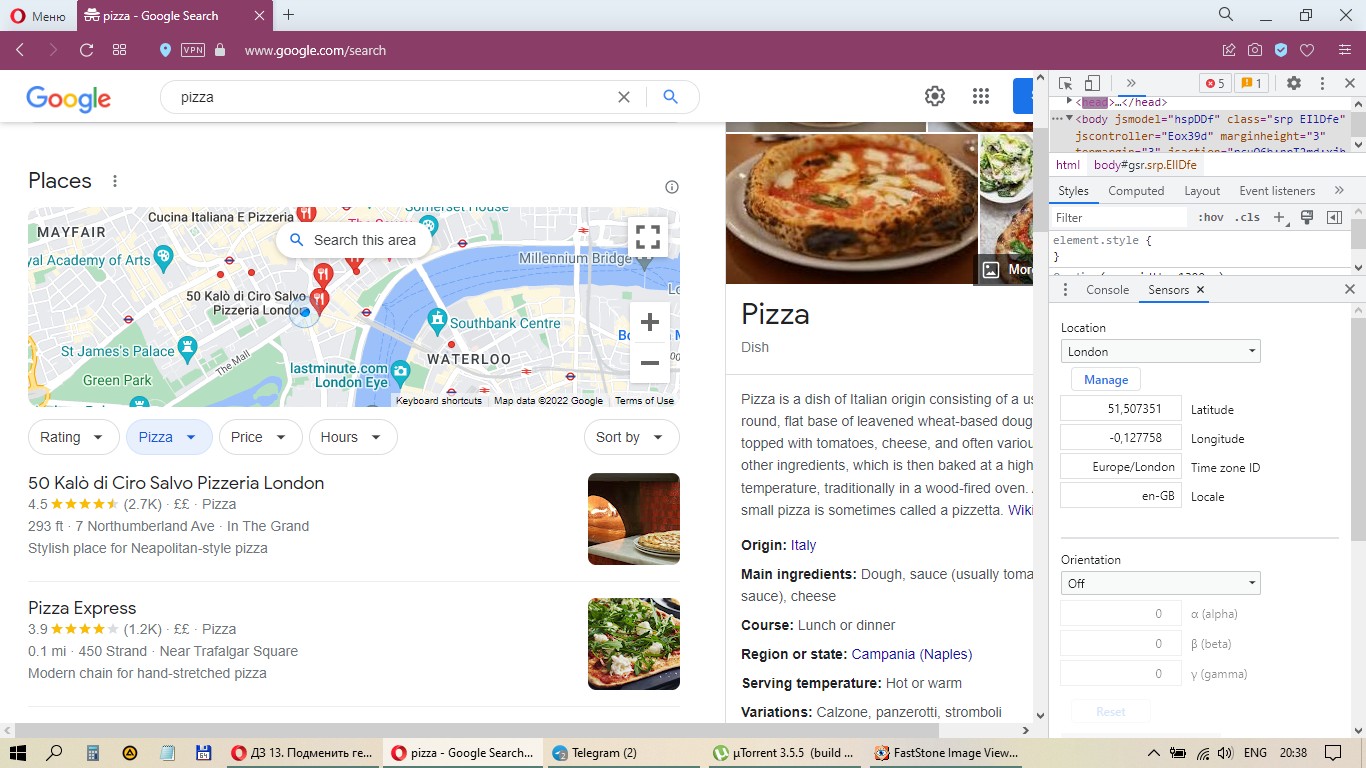 Меню
pizza - Google Search
VPN
www.google.com/search
Google
pizza
Places
Cucina Italiana E Pizzeria
Somerset House
MAYFAIR
Search this area
yal Academy of Arts
Millennium Bridge
50 Kalò di Ciro Salvo
Pizzeria London
Southbank Centre
St James's Palace
The Mall
WATERLOO
Green Park
lastminute.com
London Eye
Keyboard shortcuts
Map data ©2022 Google
Terms of Use
Rating
Pizza
Price
Hours
Sort by
50 Kalò di Ciro Salvo Pizzeria London
4.5 (2.7K) · ££ · Pizza
293 ft · 7 Northumberland Ave · In The Grand
Stylish place for Neapolitan-style pizza
Pizza Express
3.9 (1.2K) · ££ · Pizza
0.1 mi · 450 Strand · Near Trafalgar Square
Modern chain for hand-stretched pizza
More
Pizza
Dish
Pizza is a dish of Italian origin consisting of a us
round, flat base of leavened wheat-based doug
topped with tomatoes, cheese, and often variou
other ingredients, which is then baked at a high
temperature, traditionally in a wood-fired oven.
small pizza is sometimes called a pizzetta. Wiki
Origin: Italy
Main ingredients: Dough, sauce (usually toma
sauce), cheese
Course: Lunch or dinner
Region or state: Campania (Naples)
Serving temperature: Hot or warm
Variations: Calzone, panzerotti, stromboli
5
1
<head>…</head>
<body jsmodel="hspDDf" class="srp EIlDfe"
jscontroller="Eox39d" marginheight="3"
html
body#gsr.srp.EIlDfe
Styles
Computed
Layout
Event listeners
Filter
:hov
.cls
element.style {
}
Console
Sensors
Location
London
Manage
51,507351
Latitude
-0,127758
Longitude
Europe/London
Time zone ID
en-GB
Locale
Orientation
Off
0
α (alpha)
0
β (beta)
0
γ (gamma)
Reset
64
ДЗ 13. Подменить ге...
pizza - Google Search...
Telegram (2)
µTorrent 3.5.5 (build ...
FastStone Image View...
ENG
20:38